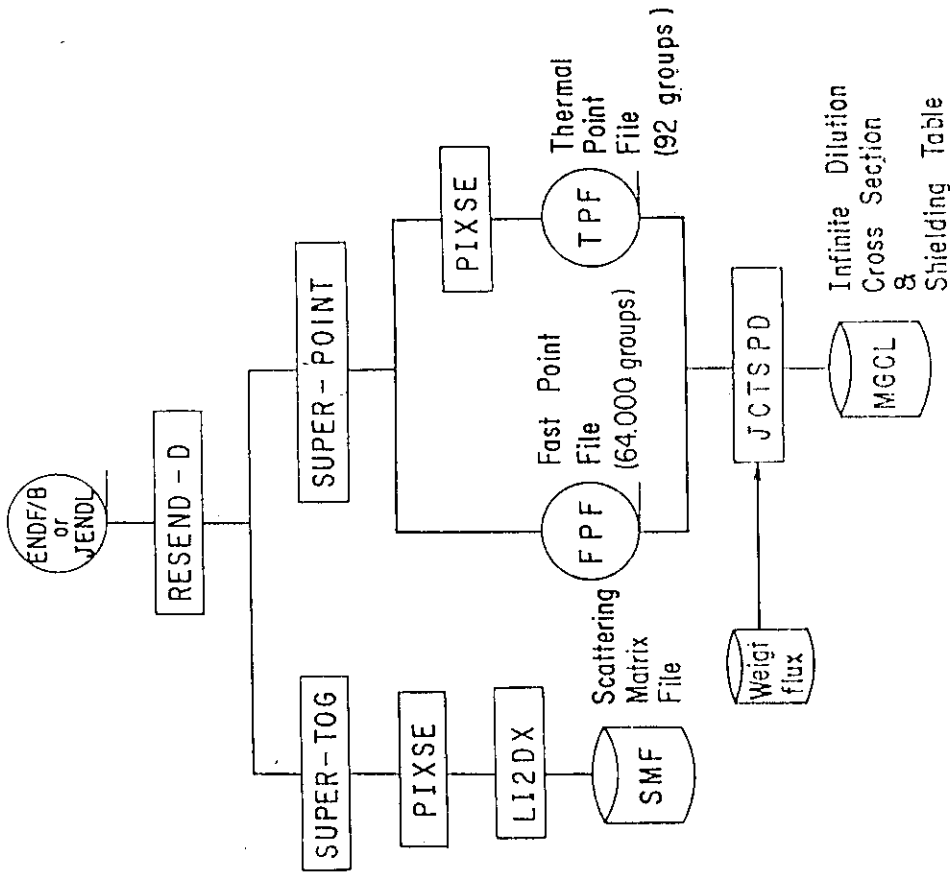 ENDF/B
or
JENDL
RESEND-D
SUPER-TOG
SUPER-POINT
PIXSE
PIXSE
LI2DX
SMF
Scattering
Matrix
File
FPF
Fast Point
File
(64.000 groups)
TPF
Thermal
Point
File
(92 groups)
Weigt
flux
JCTSPD
MGCL
Infinite Dilution
Cross Section
&
Shielding Table